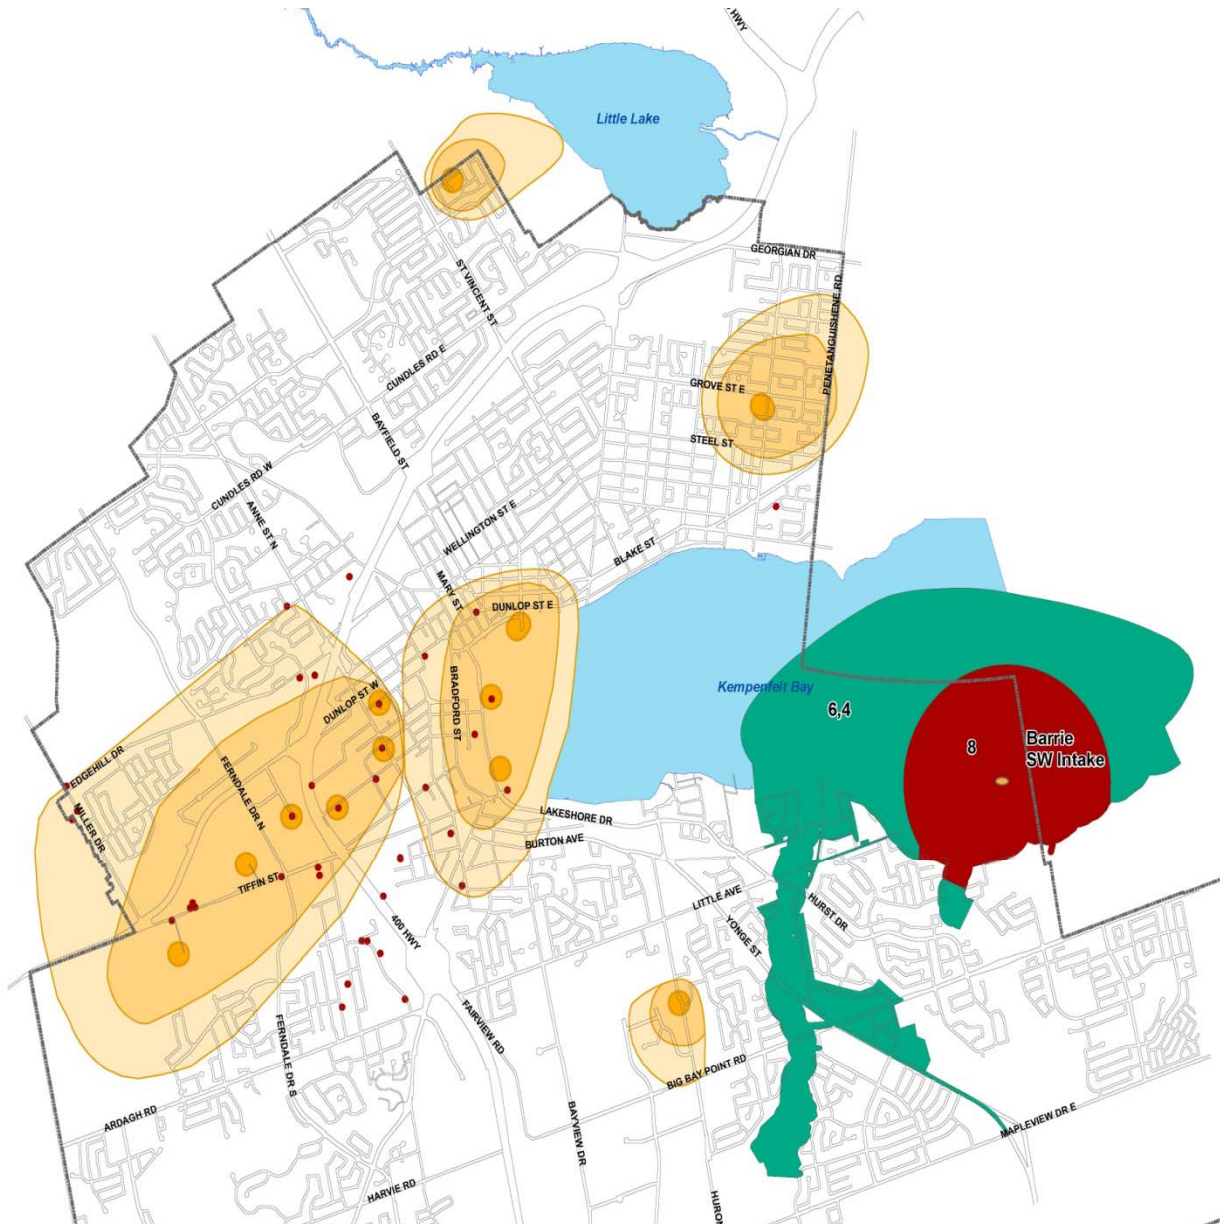 HWY
Little Lake
GEORGIAN DR
ST VINCENT ST
PENETANGUISHENE RD
CUNDLES RD E
GROVE ST E
BAYFIELD ST
STEEL ST
CUNDLES RD W
ANNE ST N
WELLINGTON ST E
BLAKE ST
MARY ST
DUNLOP ST E
BRADFORD ST
DUNLOP ST W
Kempenfelt Bay
6,4
8
Barrie
SW Intake
EDGEHILL DR
FERNDALE DR N
MILLER DR
LAKESHORE DR
BURTON AVE
TIFFIN ST
LITTLE AVE
HURST DR
400 HWY
YONGE ST
FAIRVIEW RD
FERNDALE DR S
BIG BAY POINT RD
ARDAGH RD
BAYVIEW DR
MAPLEVIEW DR E
HARVIE RD
HURON